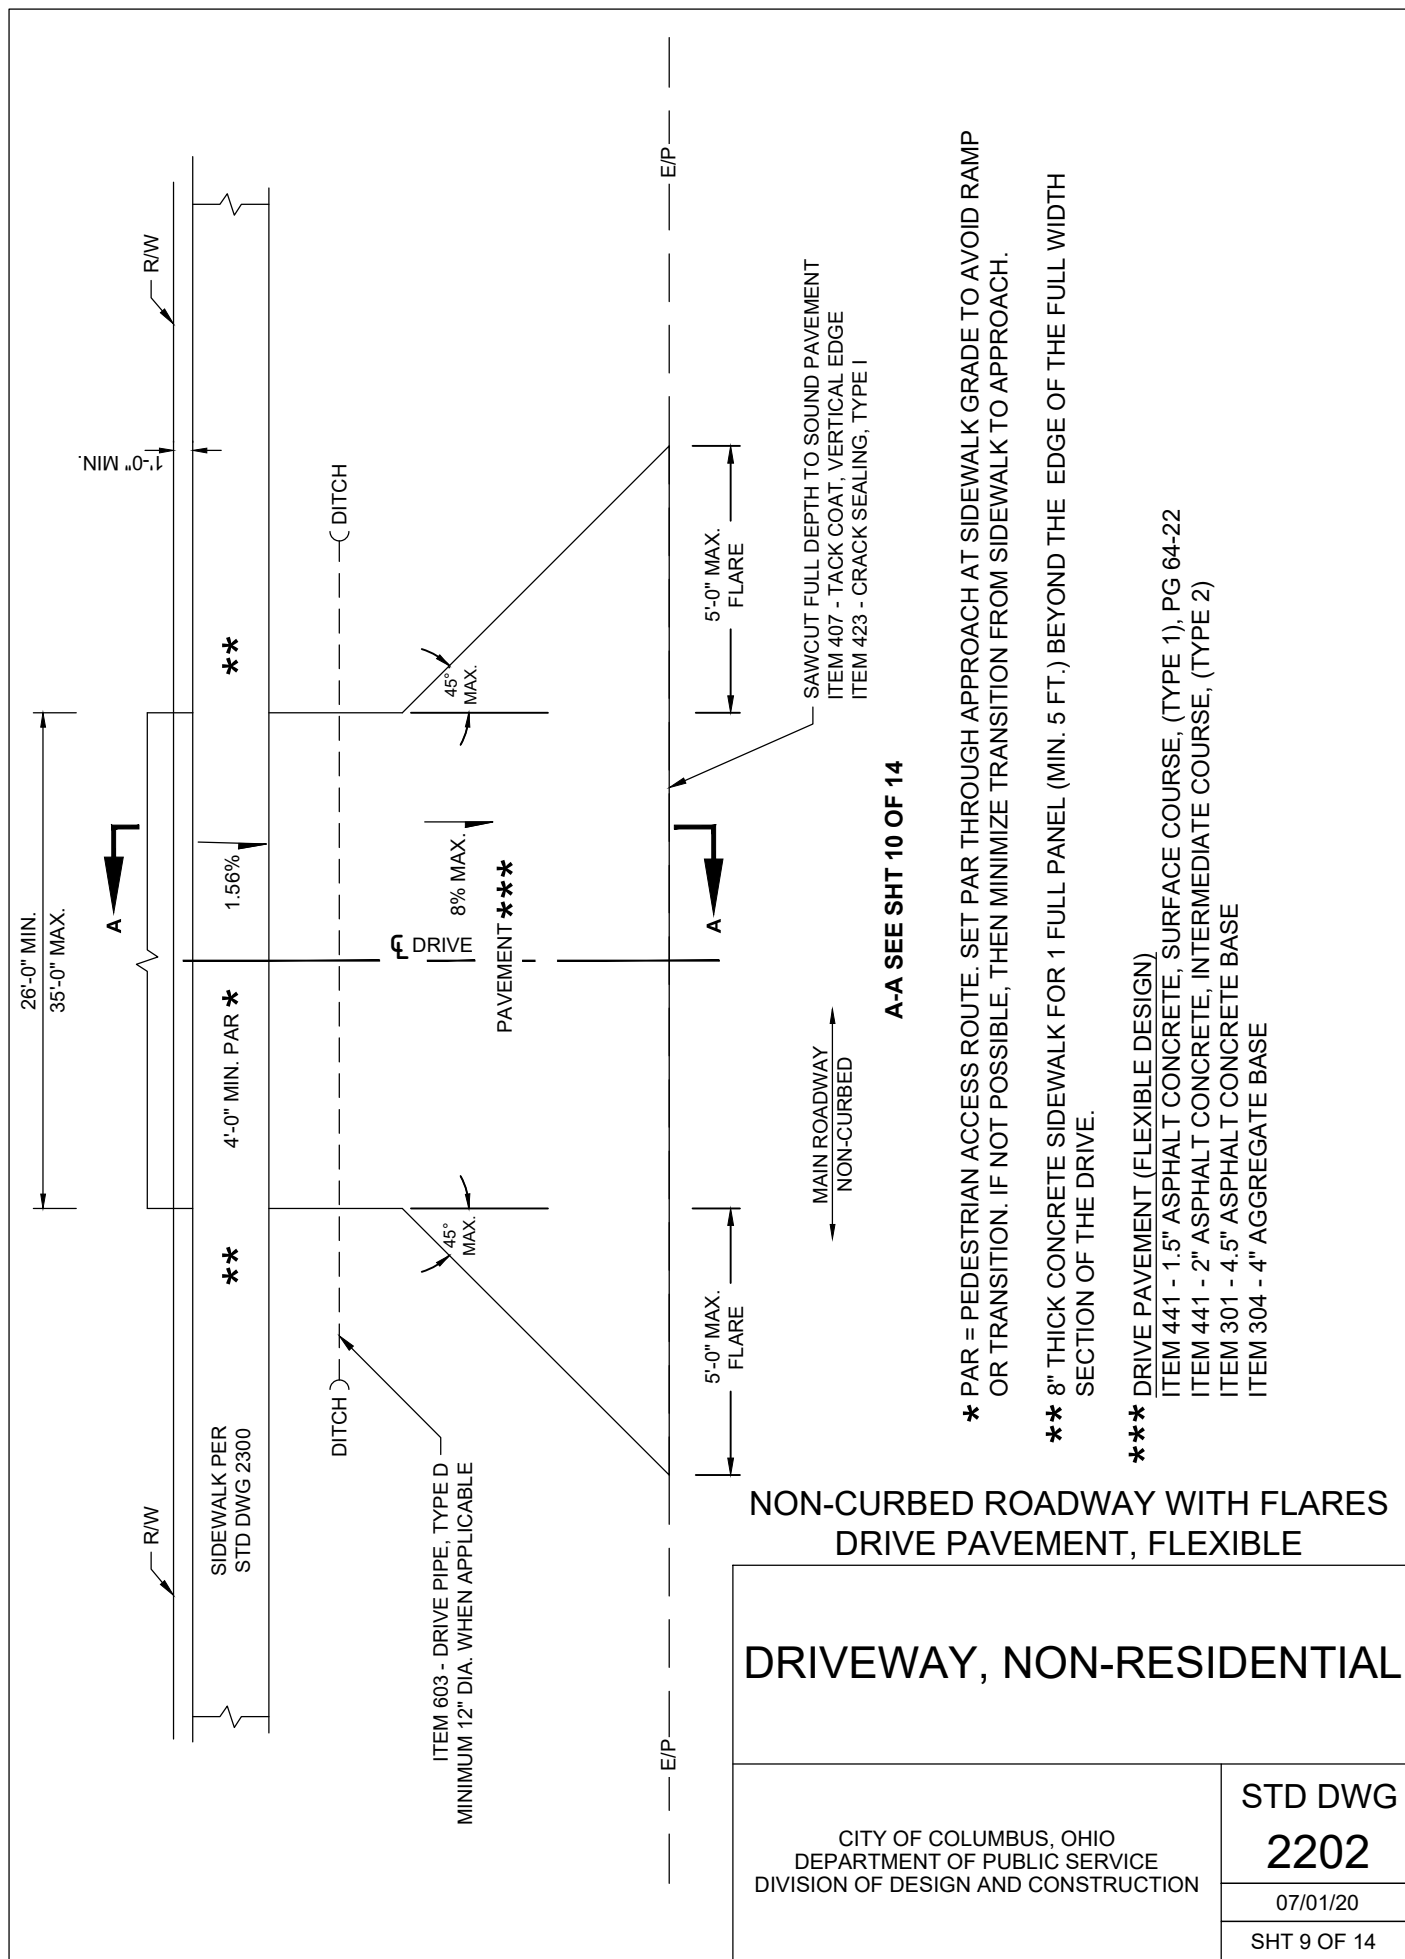 R/W
R/W
1'-0" MIN.
26'-0" MIN.
35'-0" MAX.
SIDEWALK PER
STD DWG 2300
**
4'-0" MIN. PAR *
1.56%
**
A
DITCH
DITCH
ITEM 603 - DRIVE PIPE, TYPE D
MINIMUM 12" DIA. WHEN APPLICABLE
45°
MAX.
℄ DRIVE
8% MAX.
PAVEMENT ***
45°
MAX.
E/P
E/P
A
5'-0" MAX.
FLARE
5'-0" MAX.
FLARE
MAIN ROADWAY
NON-CURBED
SAWCUT FULL DEPTH TO SOUND PAVEMENT
ITEM 407 - TACK COAT, VERTICAL EDGE
ITEM 423 - CRACK SEALING, TYPE I
A-A SEE SHT 10 OF 14
* PAR = PEDESTRIAN ACCESS ROUTE. SET PAR THROUGH APPROACH AT SIDEWALK GRADE TO AVOID RAMP
OR TRANSITION. IF NOT POSSIBLE, THEN MINIMIZE TRANSITION FROM SIDEWALK TO APPROACH.
** 8" THICK CONCRETE SIDEWALK FOR 1 FULL PANEL (MIN. 5 FT.) BEYOND THE EDGE OF THE FULL WIDTH
SECTION OF THE DRIVE.
*** DRIVE PAVEMENT (FLEXIBLE DESIGN)
ITEM 441 - 1.5" ASPHALT CONCRETE, SURFACE COURSE, (TYPE 1), PG 64-22
ITEM 441 - 2" ASPHALT CONCRETE, INTERMEDIATE COURSE, (TYPE 2)
ITEM 301 - 4.5" ASPHALT CONCRETE BASE
ITEM 304 - 4" AGGREGATE BASE
NON-CURBED ROADWAY WITH FLARES
DRIVE PAVEMENT, FLEXIBLE
DRIVEWAY, NON-RESIDENTIAL
CITY OF COLUMBUS, OHIO
DEPARTMENT OF PUBLIC SERVICE
DIVISION OF DESIGN AND CONSTRUCTION
STD DWG
2202
07/01/20
SHT 9 OF 14